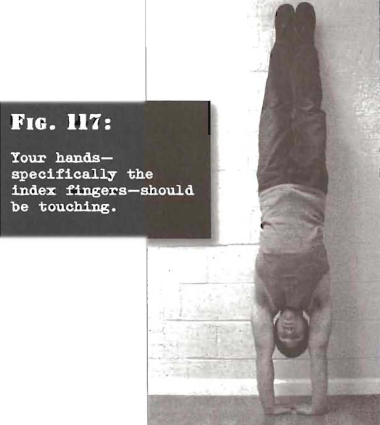 FIG. 117:
Your hands—
specifically the
index fingers—should
be touching.